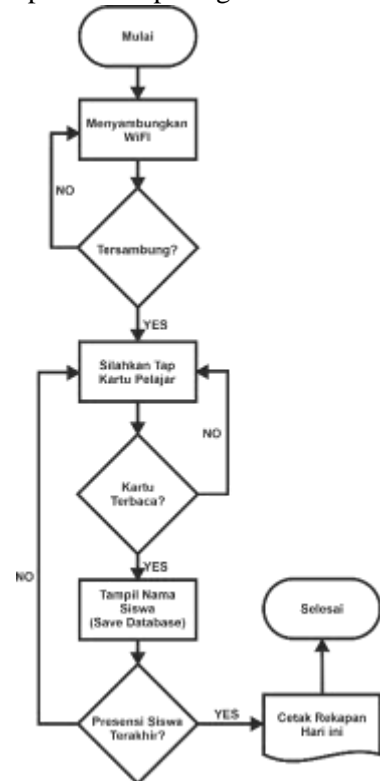 Mulai
Menyambungkan
WiFI
NO
Tersambung?
YES
Silahkan Tap
Kartu Pelajar
NO
Kartu
Terbaca?
YES
NO
Tampil Nama
Siswa
(Save Database)
Selesai
Presensi Siswa
Terakhir?
YES
Cetak Rekapan
Hari ini